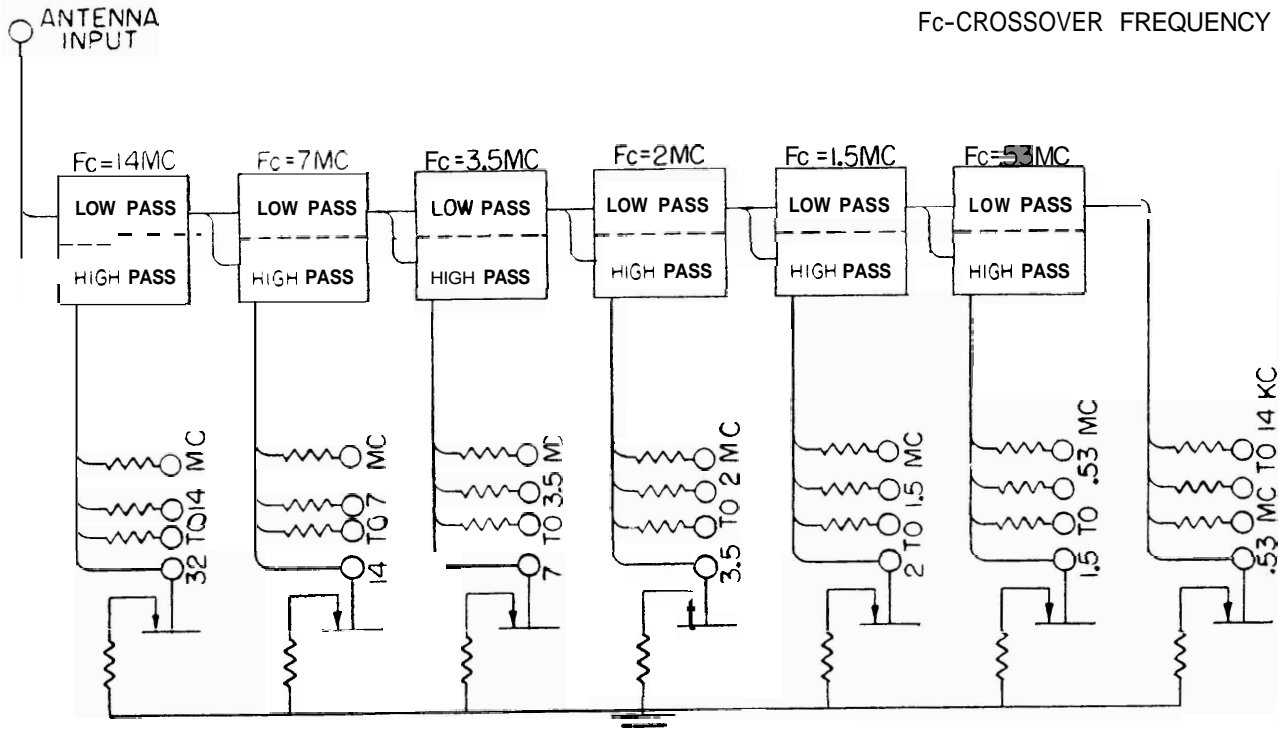 ANTENNA
INPUT
Fc-CROSSOVER FREQUENCY
Fc=14MC
LOW PASS
HIGH PASS
Fc=7MC
LOW PASS
HIGH PASS
Fc=3.5MC
LOW PASS
HIGH PASS
Fc=2MC
LOW PASS
HIGH PASS
Fc=1.5MC
LOW PASS
HIGH PASS
Fc=.53MC
LOW PASS
HIGH PASS
32 TO 14 MC
14 TO 7 MC
7 TO 3.5 MC
3.5 TO 2 MC
2 TO 1.5 MC
1.5 TO .53 MC
.53 MC TO 14 KC